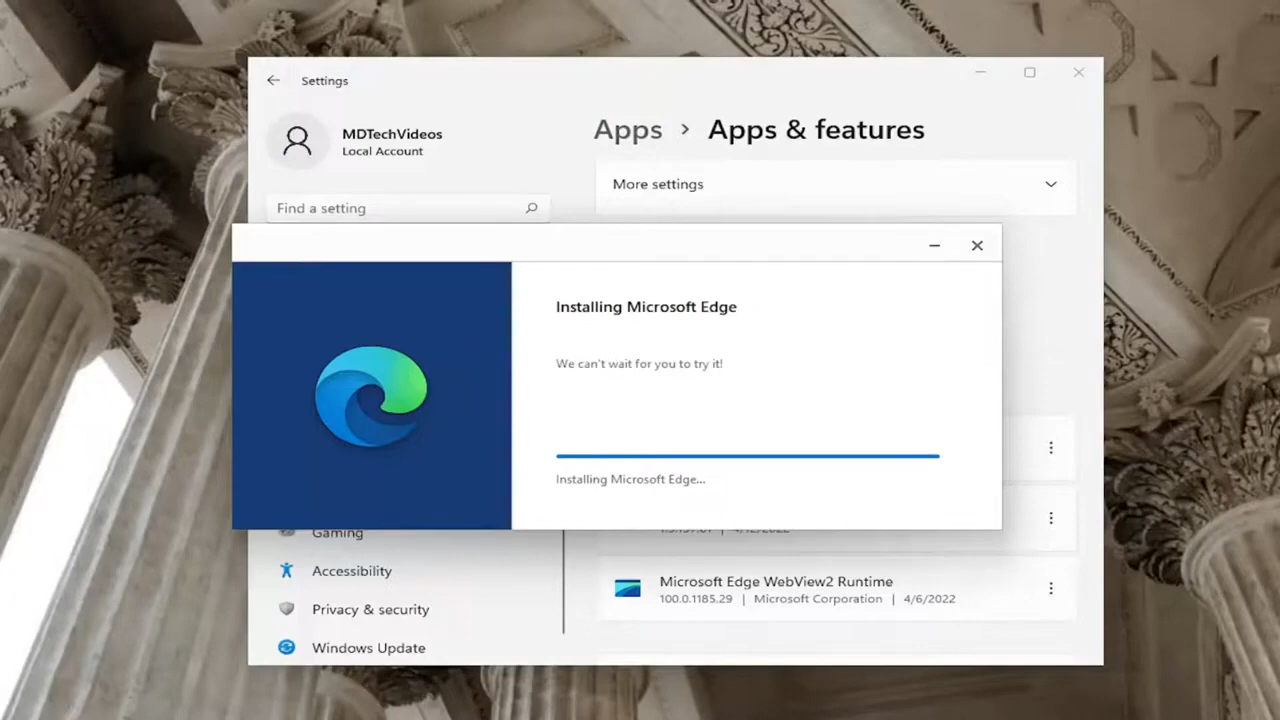 Settings
MDTechVideos
Local Account
Find a setting
Apps > Apps & features
More settings
Installing Microsoft Edge
We can't wait for you to try it!
Installing Microsoft Edge...
Gaming
Accessibility
Privacy & security
Windows Update
Microsoft Edge WebView2 Runtime
100.0.1185.29 | Microsoft Corporation | 4/6/2022